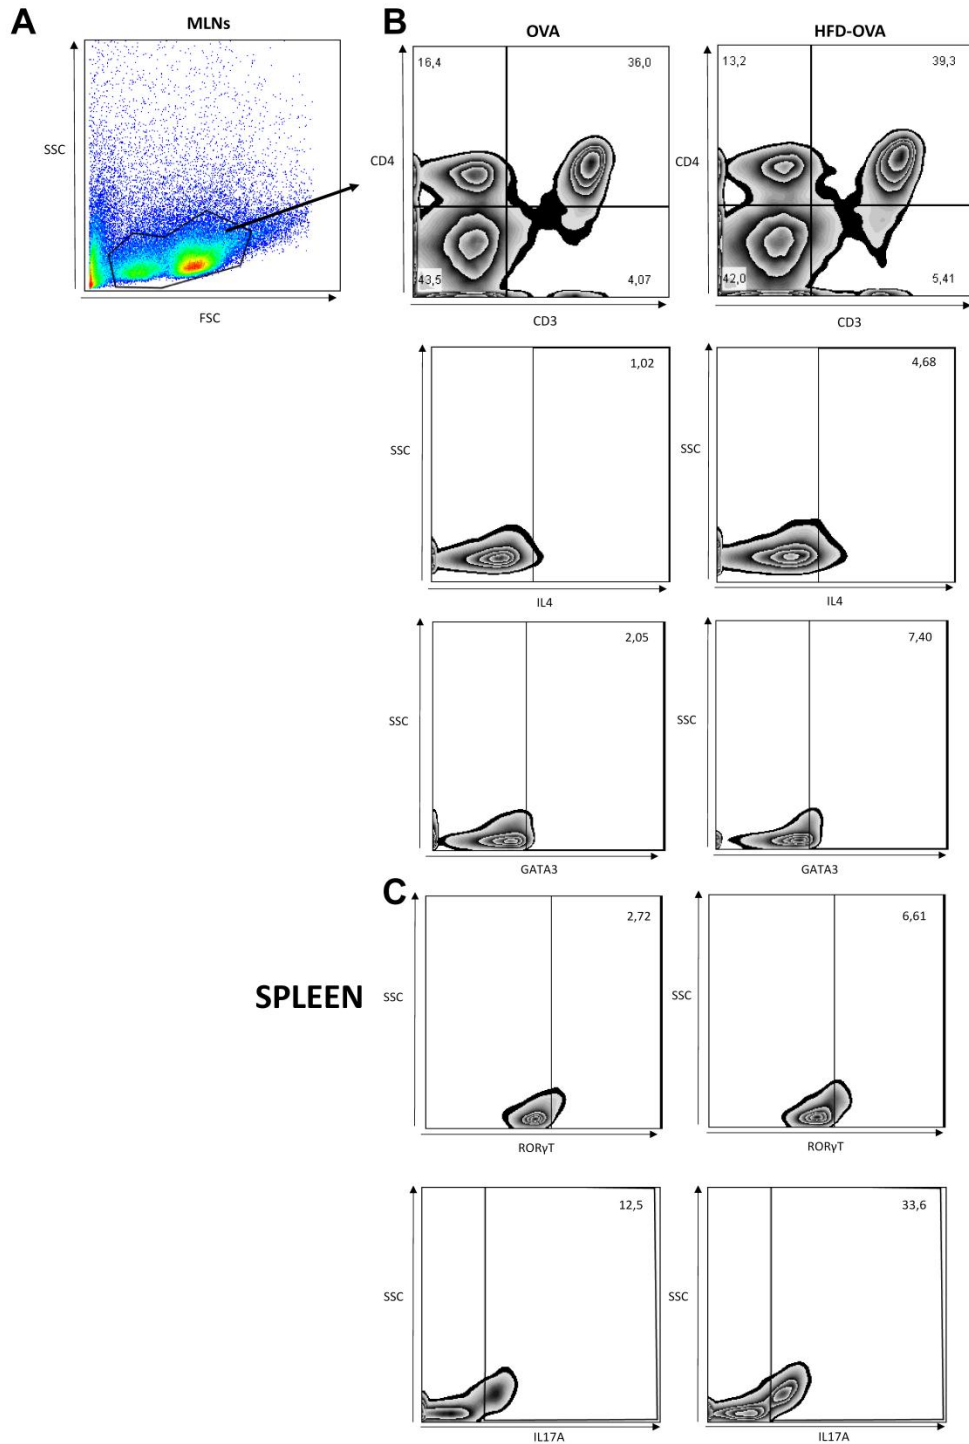 A
MLNs
SSC
FSC
B
OVA
HFD-OVA
16,4
36,0
CD4
43,5
4,07
CD3
13,2
39,3
CD4
42,0
5,41
CD3
1,02
SSC
IL4
4,68
SSC
IL4
2,05
SSC
GATA3
7,40
SSC
GATA3
C
SPLEEN
2,72
SSC
RORγT
6,61
SSC
RORγT
12,5
SSC
IL17A
33,6
SSC
IL17A